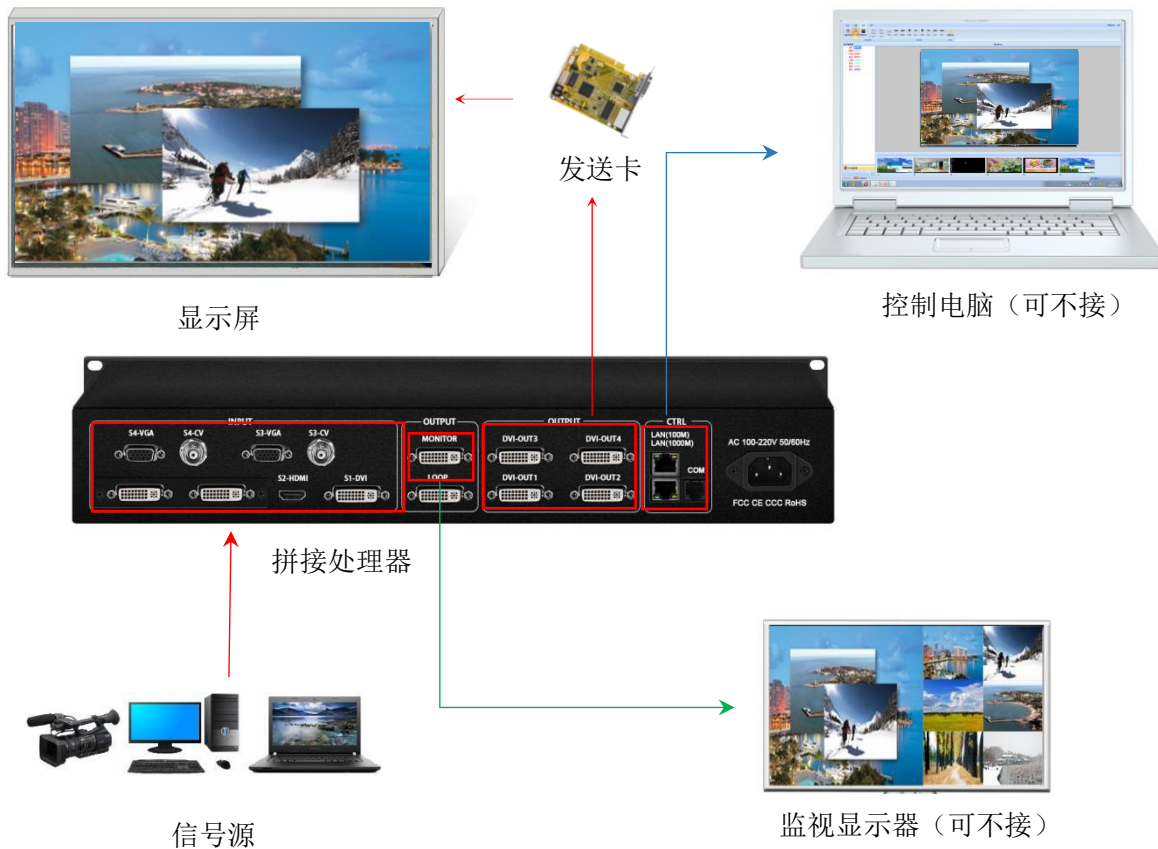 发送卡
显示屏
控制电脑（可不接）
INPUT
OUTPUT
OUTPUT
CTRL
S4-VGA
S4-CV
S3-VGA
S3-CV
MONITOR
DVI-OUT3
DVI-OUT4
LAN(100M)
LAN(1000M)
AC 100-220V 50/60Hz
COM
S2-HDMI
S1-DVI
LOOP
DVI-OUT1
DVI-OUT2
FCC CE CCC RoHS
拼接处理器
信号源
监视显示器（可不接）